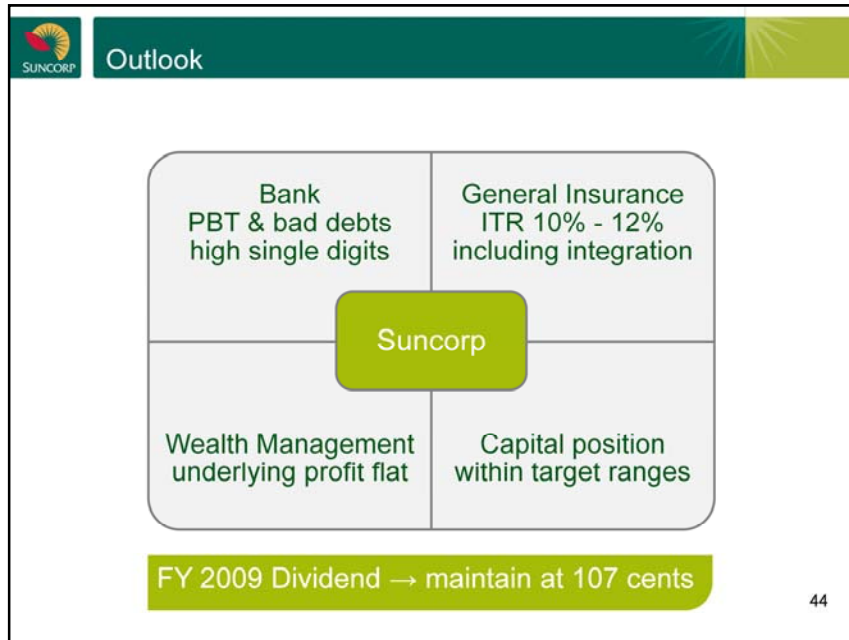 SUNCORP
Outlook
Bank
PBT & bad debts
high single digits
General Insurance
ITR 10% - 12%
including integration
Suncorp
Wealth Management
underlying profit flat
Capital position
within target ranges
FY 2009 Dividend → maintain at 107 cents
44